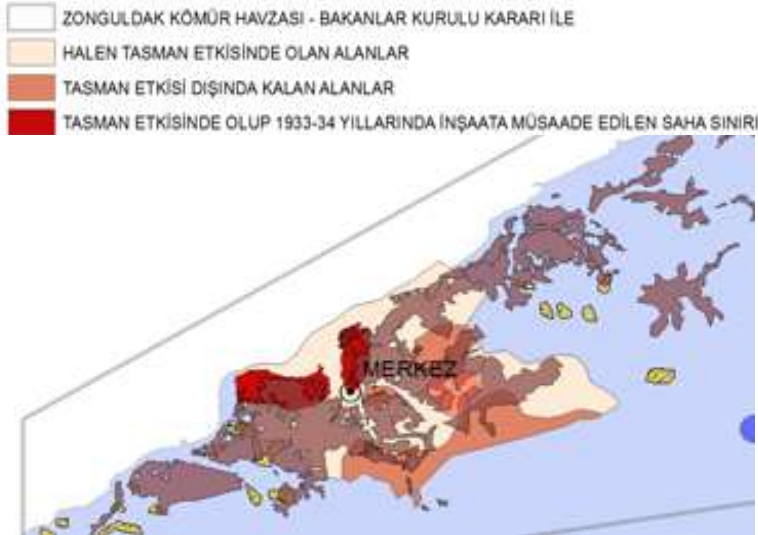 ZONGULDAK KÖMÜR HAVZASI - BAKANLAR KURULU KARARI İLE
HALEN TASMAN ETKİSİNDE OLAN ALANLAR
TASMAN ETKİSİ DIŞINDA KALAN ALANLAR
TASMAN ETKİSİNDE OLUP 1933-34 YILLARINDA İNŞAATA MÜSAADE EDİLEN SAHA SINIRI
MERKEZ